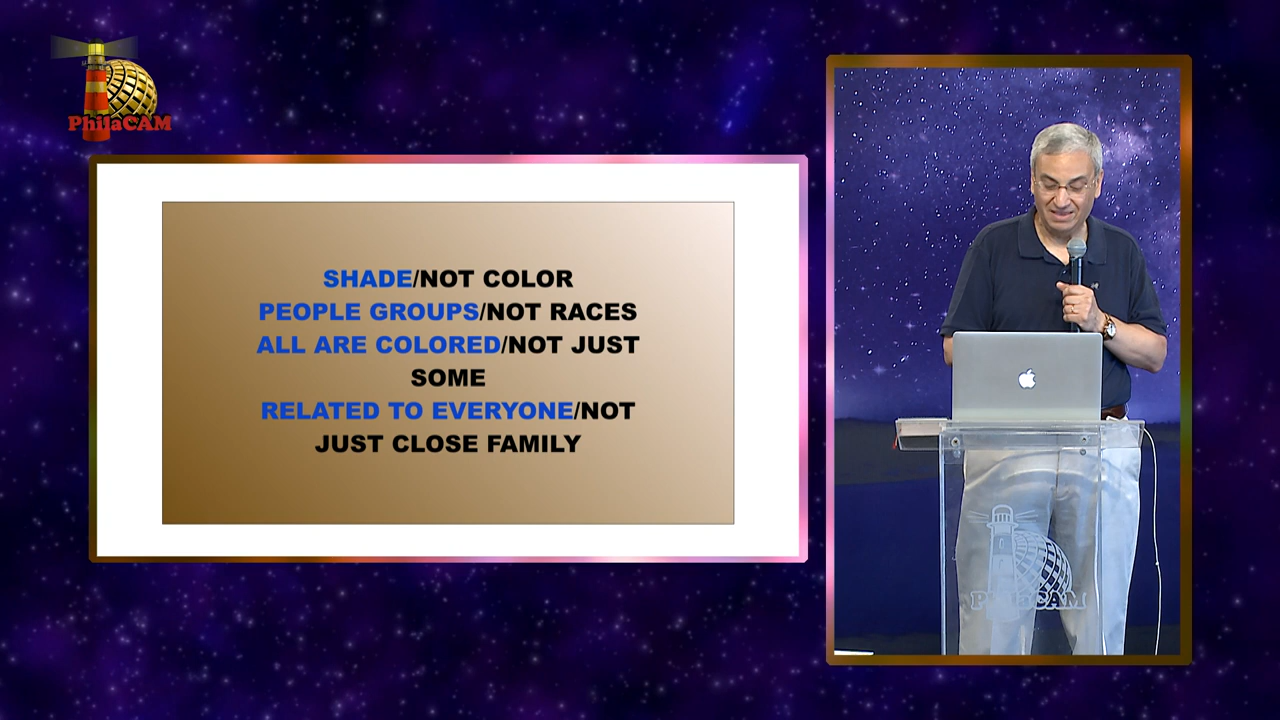 PhilaCAM
SHADE/NOT COLOR
PEOPLE GROUPS/NOT RACES
ALL ARE COLORED/NOT JUST
SOME
RELATED TO EVERYONE/NOT
JUST CLOSE FAMILY
PhilaCAM